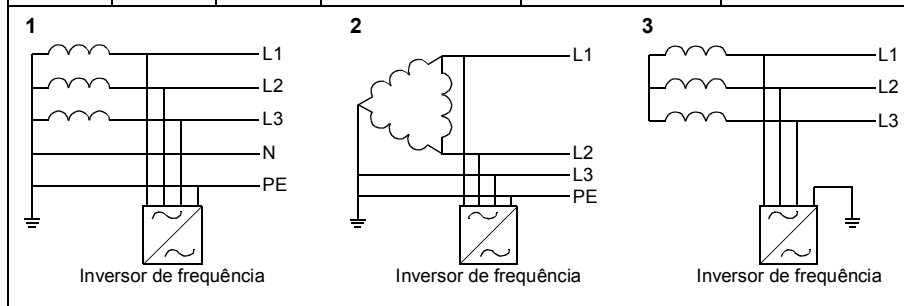 1
2
3
L1
L2
L3
N
PE
L1
L2
L3
PE
L1
L2
L3
Inversor de frequência
Inversor de frequência
Inversor de frequência